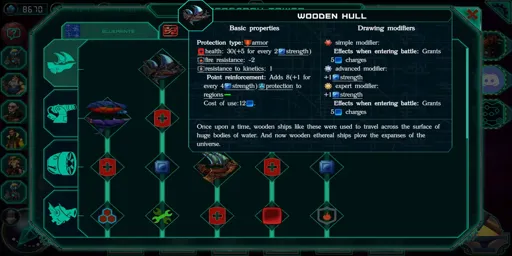 8670
WOODEN HULL
Basic properties
Protection type: armor
health: 30(+5 for every 2 strength)
fire resistance: -2
resistance to kinetics: 1
Point reinforcement: Adds 8(+1 for
every 4 strength) protection to
regions
Cost of use:12 .
Drawing modifiers
simple modifier:
Effects when entering battle: Grants
5 charges
advanced modifier:
+1 strength
expert modifier:
+1 strength
Effects when entering battle: Grants
5 charges
Once upon a time, wooden ships like these were used to travel across the surface of
huge bodies of water. And now wooden ethereal ships plow the expanses of the
universe.